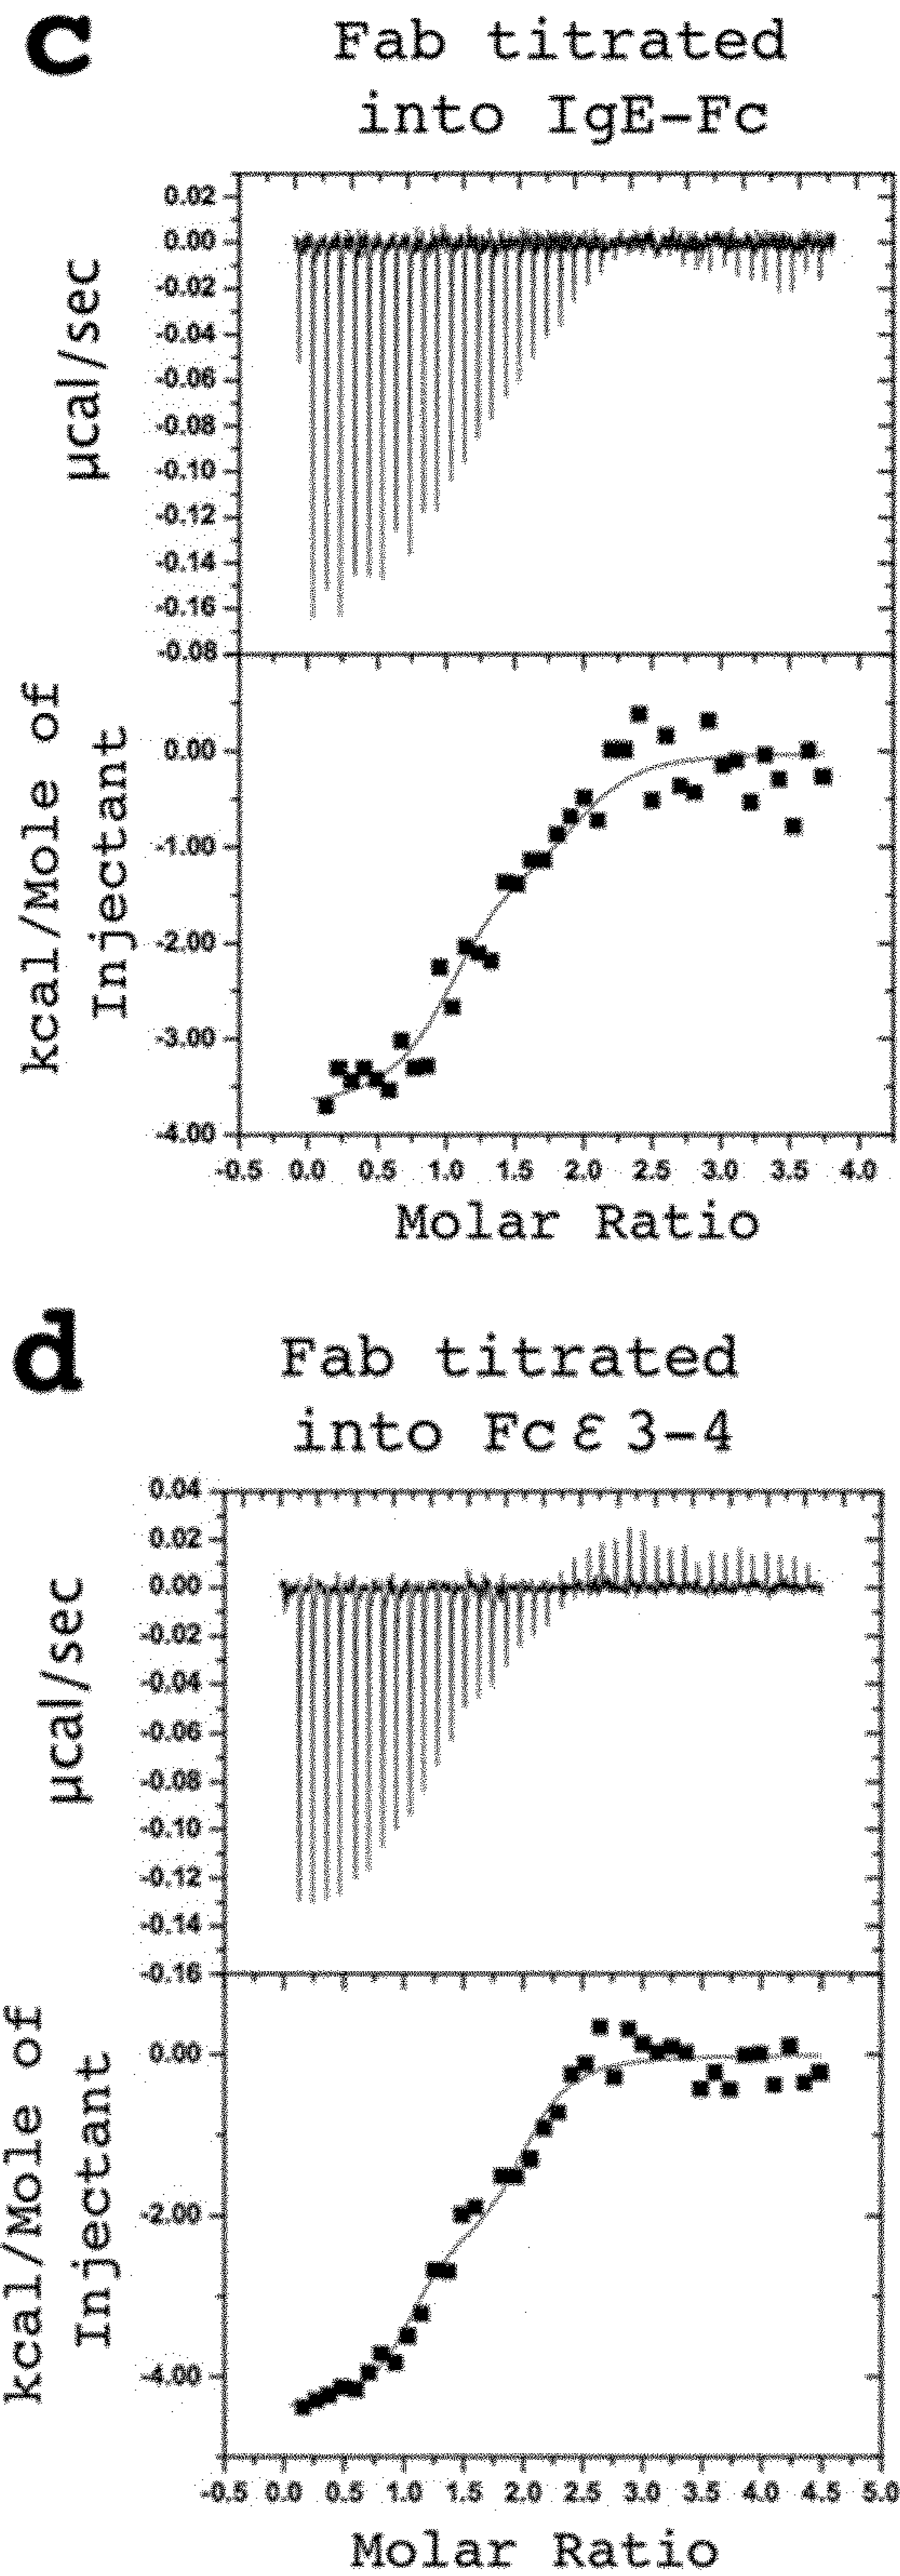 c
Fab titrated
into IgE-Fc
µcal/sec
0.02
0.00
-0.02
-0.04
-0.06
-0.08
-0.10
-0.12
-0.14
-0.16
-0.08
kcal/Mole of
Injectant
0.00
-1.00
-2.00
-3.00
-4.00
-0.5 0.0 0.5 1.0 1.5 2.0 2.5 3.0 3.5 4.0
Molar Ratio
d
Fab titrated
into Fcε3-4
µcal/sec
0.04
0.02
0.00
-0.02
-0.04
-0.06
-0.08
-0.10
-0.12
-0.14
-0.16
kcal/Mole of
Injectant
0.00
-2.00
-4.00
-0.5 0.0 0.5 1.0 1.5 2.0 2.5 3.0 3.5 4.0 4.5 5.0
Molar Ratio